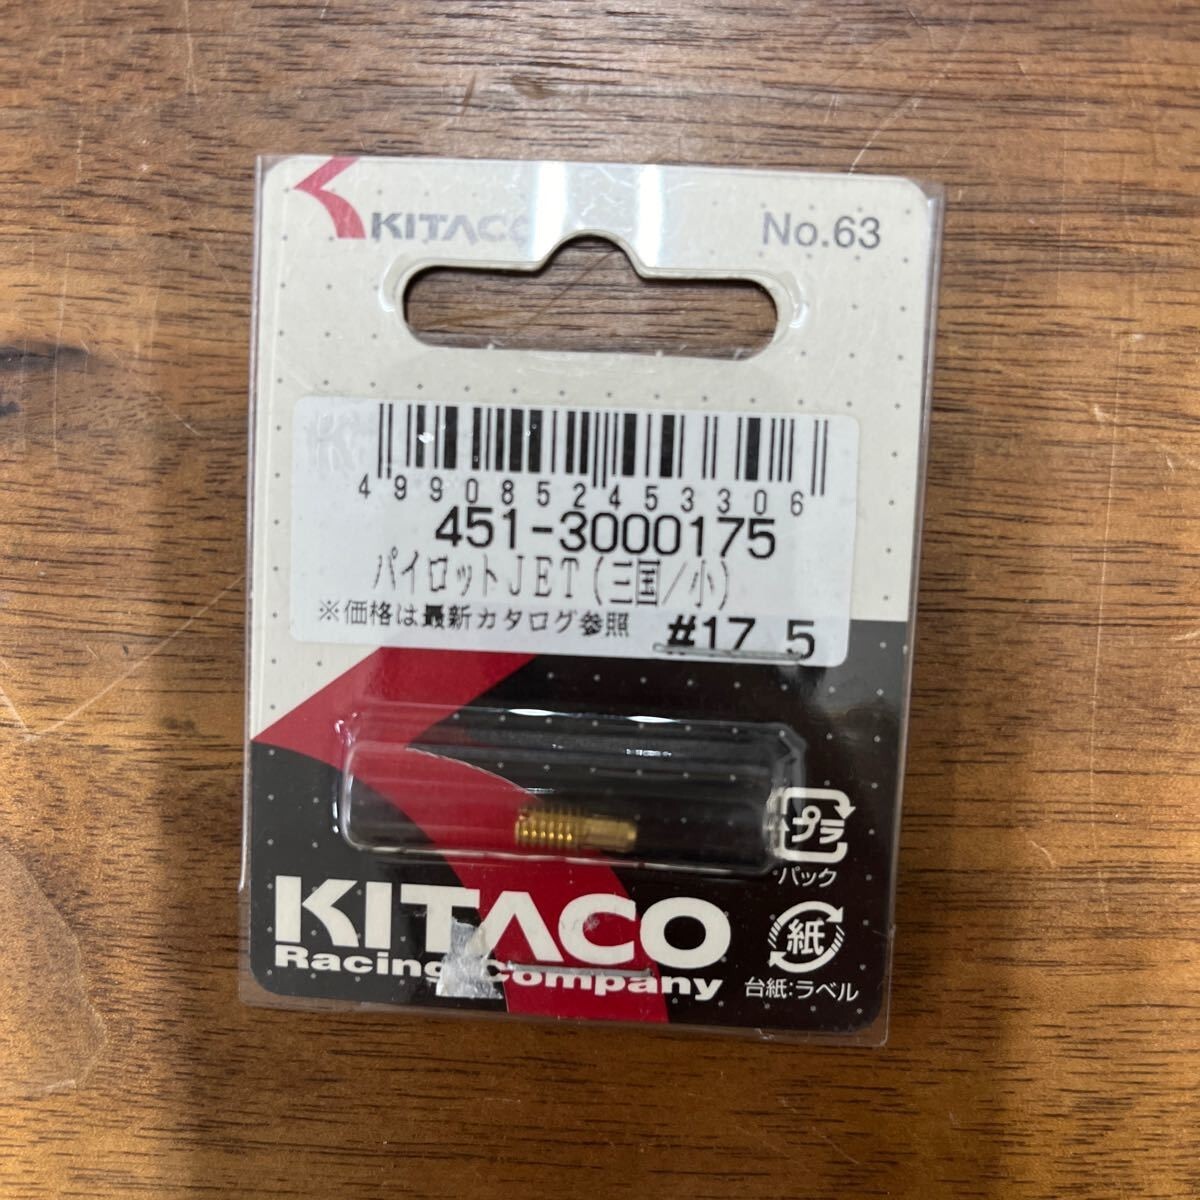 KITACO
No.63
4990852453306
451-3000175
パイロットJET(三国/小)
※価格は最新カタログ参照 #17.5
プラ
パック
KITACO
Racing Company
紙
台紙:ラベル